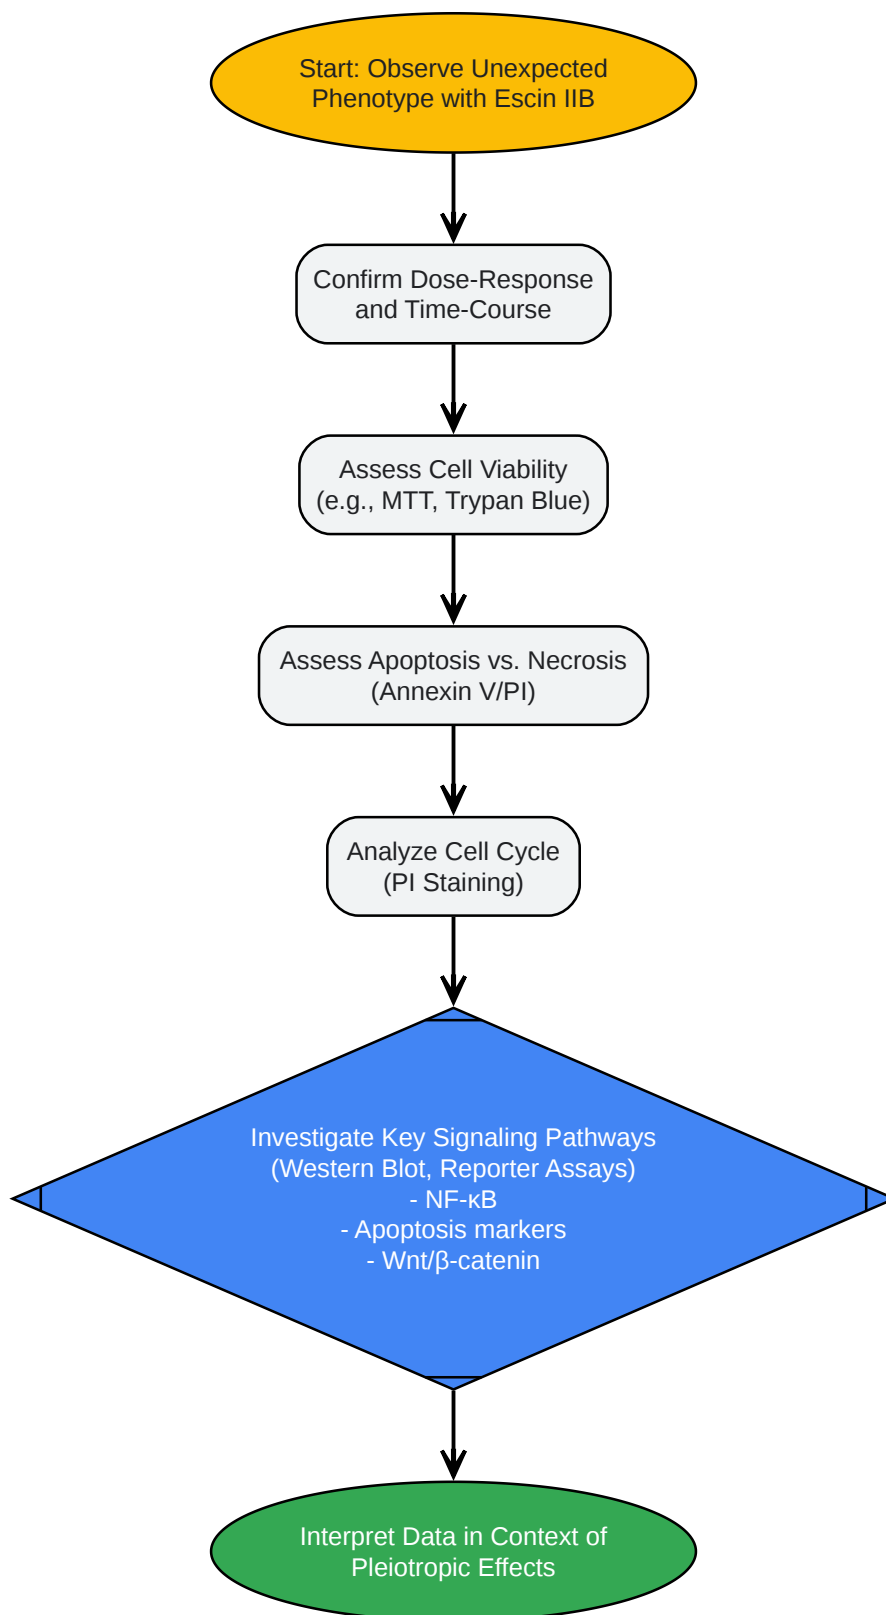 Start: Observe Unexpected
Phenotype with Escin IIB
Confirm Dose-Response
and Time-Course
Assess Cell Viability
(e.g., MTT, Trypan Blue)
Assess Apoptosis vs. Necrosis
(Annexin V/PI)
Analyze Cell Cycle
(PI Staining)
Investigate Key Signaling Pathways
(Western Blot, Reporter Assays)
- NF-κB
- Apoptosis markers
- Wnt/β-catenin
Interpret Data in Context of
Pleiotropic Effects